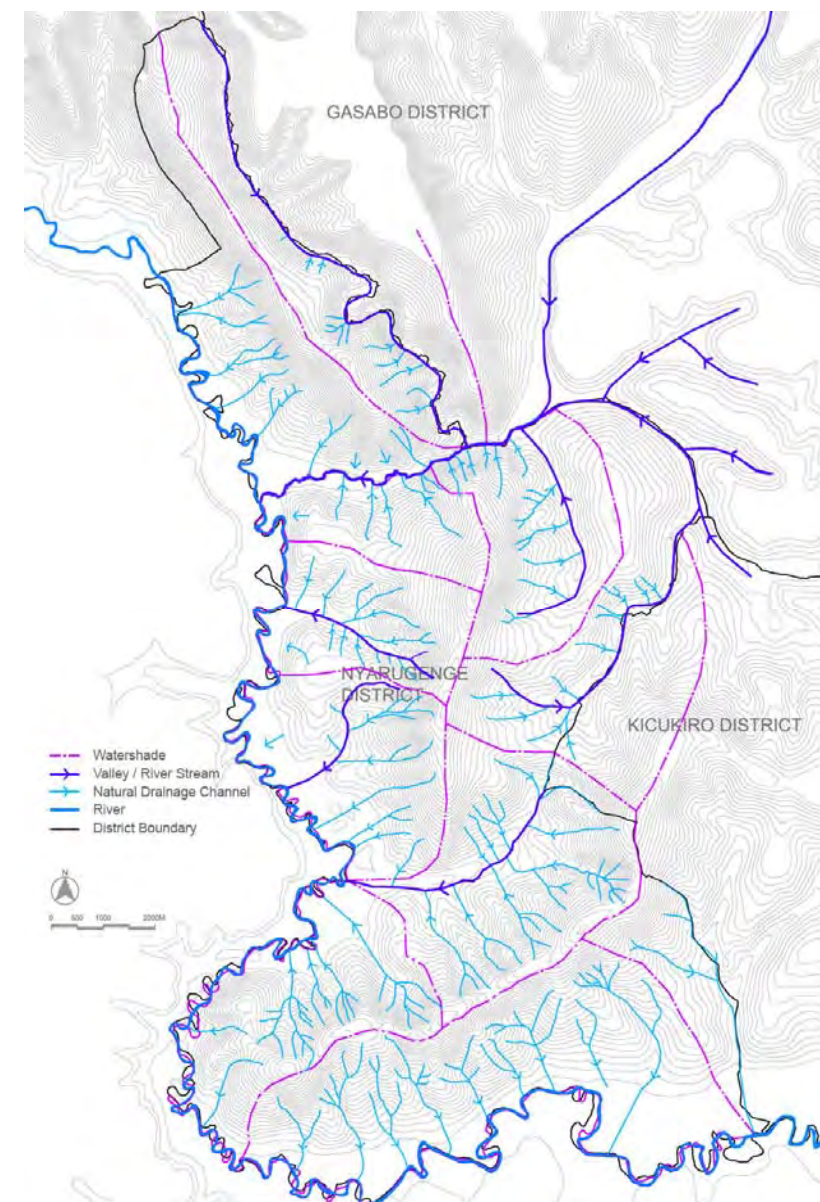 GASABO DISTRICT
NYARUGENGE
DISTRICT
KICUKIRO DISTRICT
Watershade
Valley / River Stream
Natural Drainage Channel
River
District Boundary
N
0 500 1000 2000M